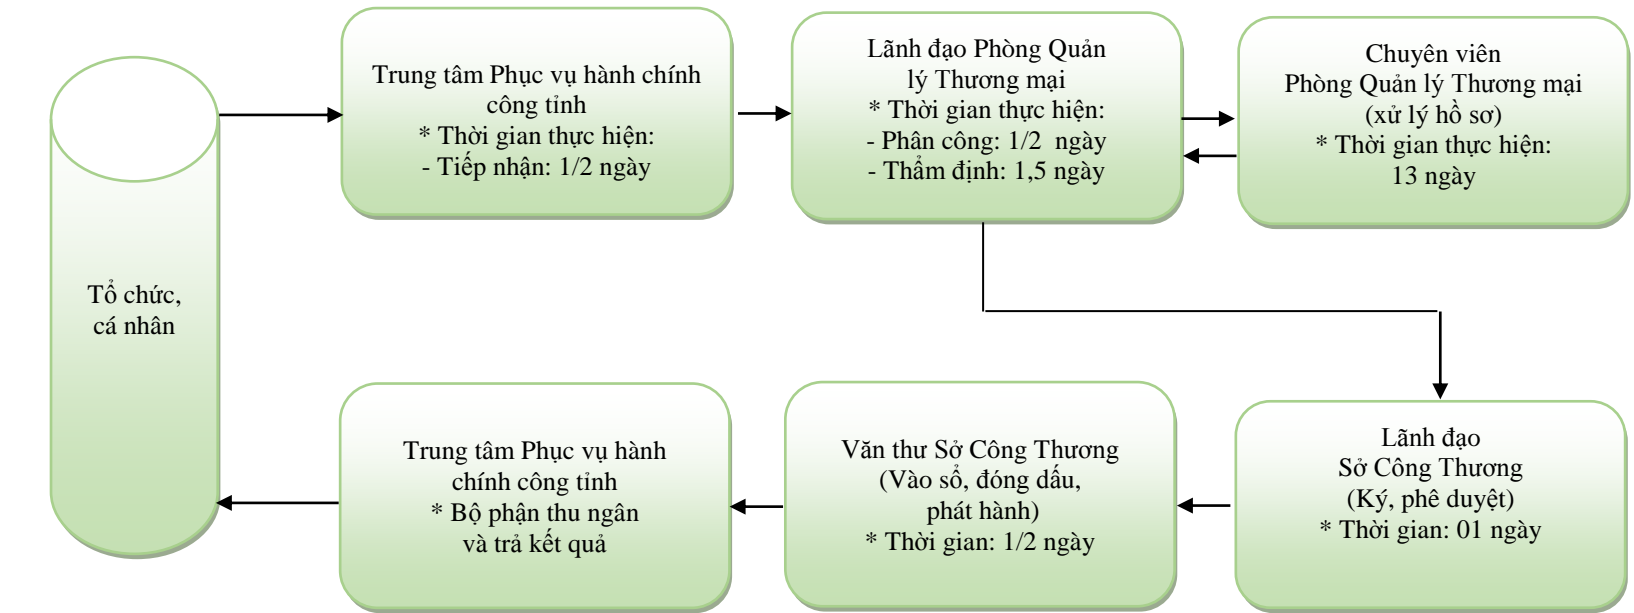 Trung tâm Phục vụ hành chính
công tỉnh
* Thời gian thực hiện:
- Tiếp nhận: 1/2 ngày
Lãnh đạo Phòng Quản
lý Thương mại
* Thời gian thực hiện:
- Phân công: 1/2 ngày
- Thẩm định: 1,5 ngày
Chuyên viên
Phòng Quản lý Thương mại
(xử lý hồ sơ)
* Thời gian thực hiện:
13 ngày
Tổ chức,
cá nhân
Trung tâm Phục vụ hành
chính công tỉnh
* Bộ phận thu ngân
và trả kết quả
Văn thư Sở Công Thương
(Vào sổ, đóng dấu,
phát hành)
* Thời gian: 1/2 ngày
Lãnh đạo
Sở Công Thương
(Ký, phê duyệt)
* Thời gian: 01 ngày